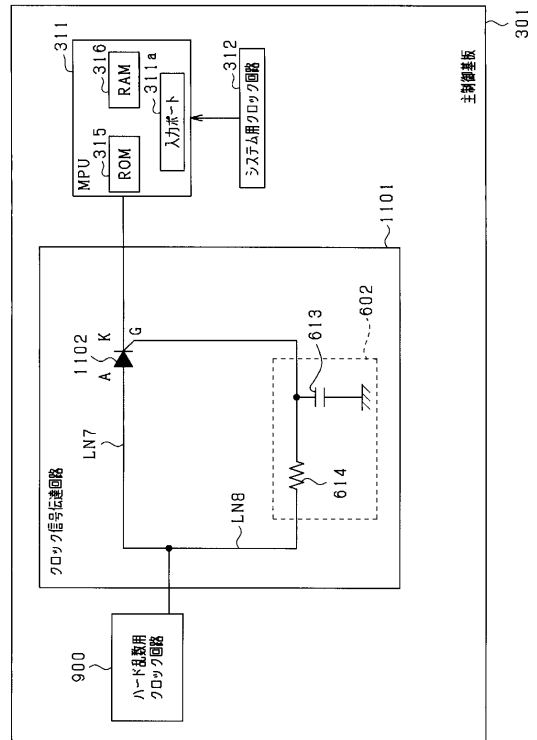 301
主制御基板
311
MPU
315
ROM
316
RAM
311a
入力ポート
312
システム用クロック回路
1101
クロック信号伝達回路
1102
A
K
G
LN7
LN8
602
613
614
900
ハード乱数用
クロック回路